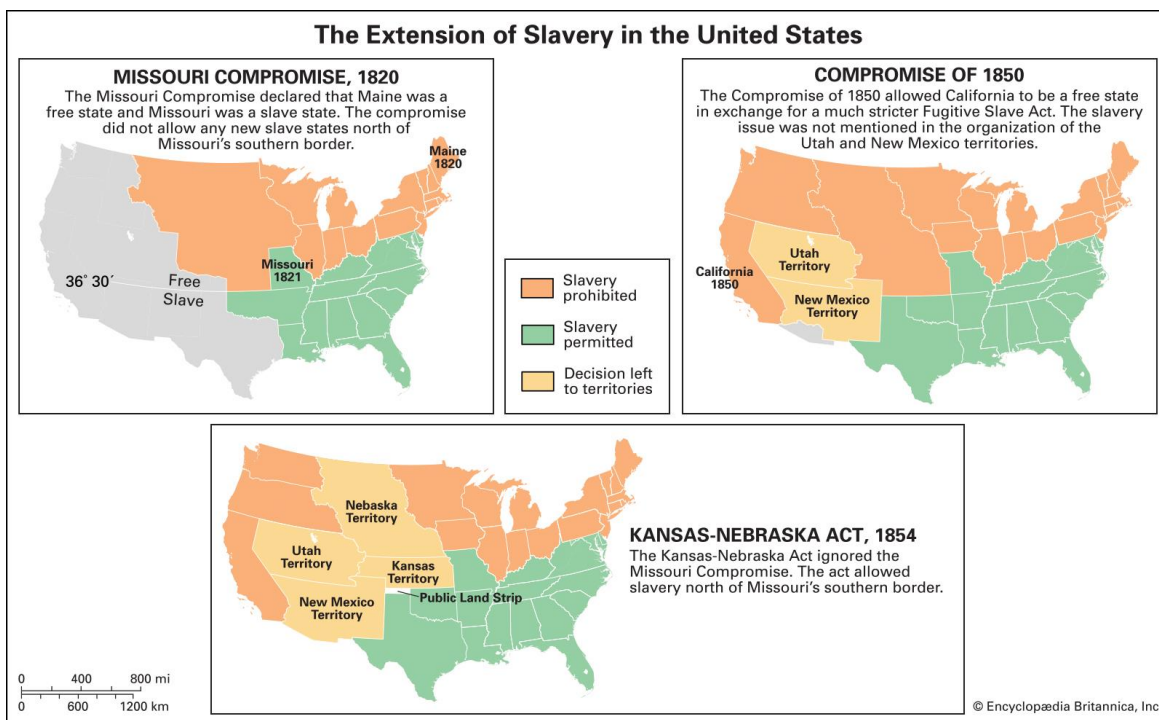 The Extension of Slavery in the United States
MISSOURI COMPROMISE, 1820
The Missouri Compromise declared that Maine was a
free state and Missouri was a slave state. The compromise
did not allow any new slave states north of
Missouri's southern border.
Maine
1820
Missouri
1821
36° 30´
Free
Slave
COMPROMISE OF 1850
The Compromise of 1850 allowed California to be a free state
in exchange for a much stricter Fugitive Slave Act. The slavery
issue was not mentioned in the organization of the
Utah and New Mexico territories.
Utah
Territory
California
1850
New Mexico
Territory
Slavery
prohibited
Slavery
permitted
Decision left
to territories
Nebaska
Territory
Utah
Territory
Kansas
Territory
New Mexico
Territory
Public Land Strip
KANSAS-NEBRASKA ACT, 1854
The Kansas-Nebraska Act ignored the
Missouri Compromise. The act allowed
slavery north of Missouri's southern border.
0 400 800 mi
0 600 1200 km
© Encyclopædia Britannica, Inc